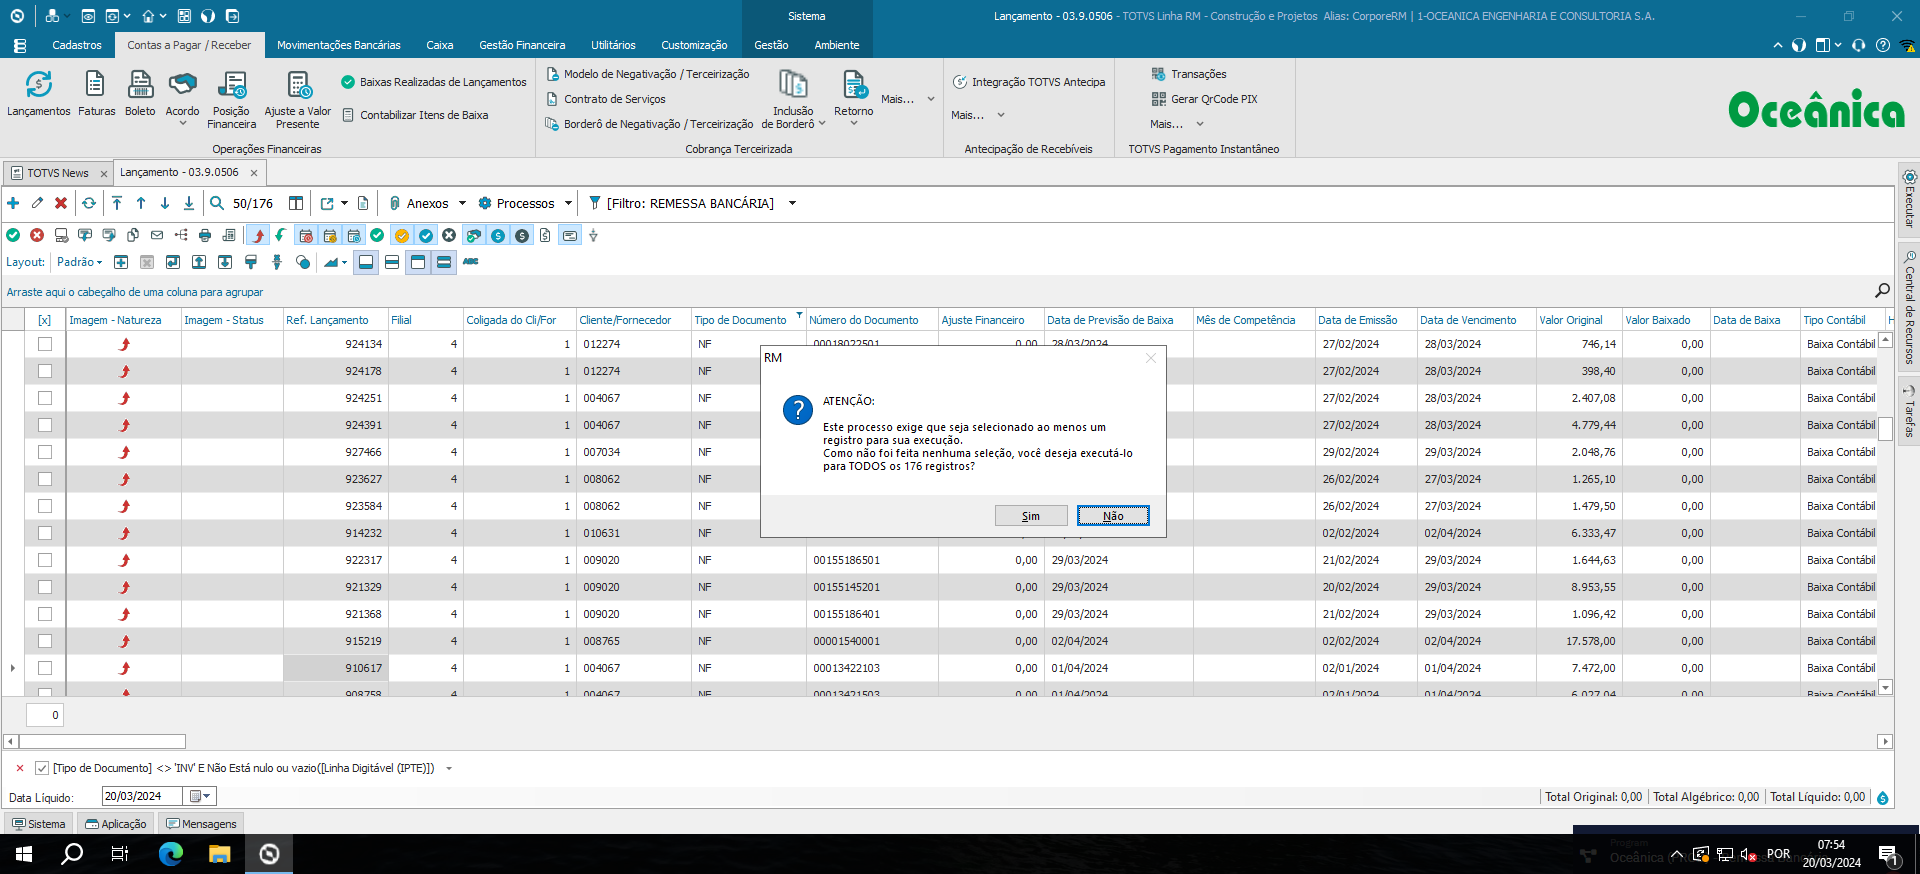 Sistema
Lançamento - 03.9.0506 - TOTVS Linha RM - Construção e Projetos Alias: CorporeRM | 1-OCEANICA ENGENHARIA E CONSULTORIA S.A.
Cadastros Contas a Pagar / Receber Movimentações Bancárias Caixa Gestão Financeira Utilitários Customização Gestão Ambiente
Lançamentos Faturas Boleto Acordo Posição Financeira Ajuste a Valor Presente
Baixas Realizadas de Lançamentos
Contabilizar Itens de Baixa
Operações Financeiras
Modelo de Negativação / Terceirização
Contrato de Serviços
Borderô de Negativação / Terceirização
Inclusão de Borderô Retorno Mais...
Cobrança Terceirizada
Integração TOTVS Antecipa
Mais...
Antecipação de Recebíveis
Transações
Gerar QrCode PIX
Mais...
TOTVS Pagamento Instantâneo
Oceânica
TOTVS News Lançamento - 03.9.0506
50/176 Anexos Processos [Filtro: REMESSA BANCÁRIA]
Layout: Padrão ABC
Arraste aqui o cabeçalho de uma coluna para agrupar
[x] Imagem - Natureza Imagem - Status Ref. Lançamento Filial Coligada do Cli/For Cliente/Fornecedor Tipo de Documento Número do Documento Ajuste Financeiro Data de Previsão de Baixa Mês de Competência Data de Emissão Data de Vencimento Valor Original Valor Baixado Data de Baixa Tipo Contábil H
924134 4 1 012274 NF 00018022501 0,00 28/03/2024 27/02/2024 28/03/2024 746,14 0,00 Baixa Contábil
924178 4 1 012274 NF 27/02/2024 28/03/2024 398,40 0,00 Baixa Contábil
924251 4 1 004067 NF 27/02/2024 28/03/2024 2.407,08 0,00 Baixa Contábil
924391 4 1 004067 NF 27/02/2024 28/03/2024 4.779,44 0,00 Baixa Contábil
927466 4 1 007034 NF 29/02/2024 29/03/2024 2.048,76 0,00 Baixa Contábil
923627 4 1 008062 NF 26/02/2024 27/03/2024 1.265,10 0,00 Baixa Contábil
923584 4 1 008062 NF 26/02/2024 27/03/2024 1.479,50 0,00 Baixa Contábil
914232 4 1 010631 NF 02/02/2024 02/04/2024 6.333,47 0,00 Baixa Contábil
922317 4 1 009020 NF 00155186501 0,00 29/03/2024 21/02/2024 29/03/2024 1.644,63 0,00 Baixa Contábil
921329 4 1 009020 NF 00155145201 0,00 29/03/2024 20/02/2024 29/03/2024 8.953,55 0,00 Baixa Contábil
921368 4 1 009020 NF 00155186401 0,00 29/03/2024 21/02/2024 29/03/2024 1.096,42 0,00 Baixa Contábil
915219 4 1 008765 NF 00001540001 0,00 02/04/2024 02/02/2024 02/04/2024 17.578,00 0,00 Baixa Contábil
910617 4 1 004067 NF 00013422103 0,00 01/04/2024 02/01/2024 01/04/2024 7.472,00 0,00 Baixa Contábil
908758 4 1 004067 NF 00013421503 0,00 01/04/2024 02/01/2024 01/04/2024 6.027,04 0,00 Baixa Contábil
RM
ATENÇÃO:
Este processo exige que seja selecionado ao menos um
registro para sua execução.
Como não foi feita nenhuma seleção, você deseja executá-lo
para TODOS os 176 registros?
Sim Não
0
[Tipo de Documento] <> 'INV' E Não Está nulo ou vazio([Linha Digitável (IPTE)])
Data Líquido: 20/03/2024
Total Original: 0,00 Total Algébrico: 0,00 Total Líquido: 0,00
Sistema Aplicação Mensagens
Executar
Central de Recursos
Tarefas
POR
07:54
20/03/2024
1